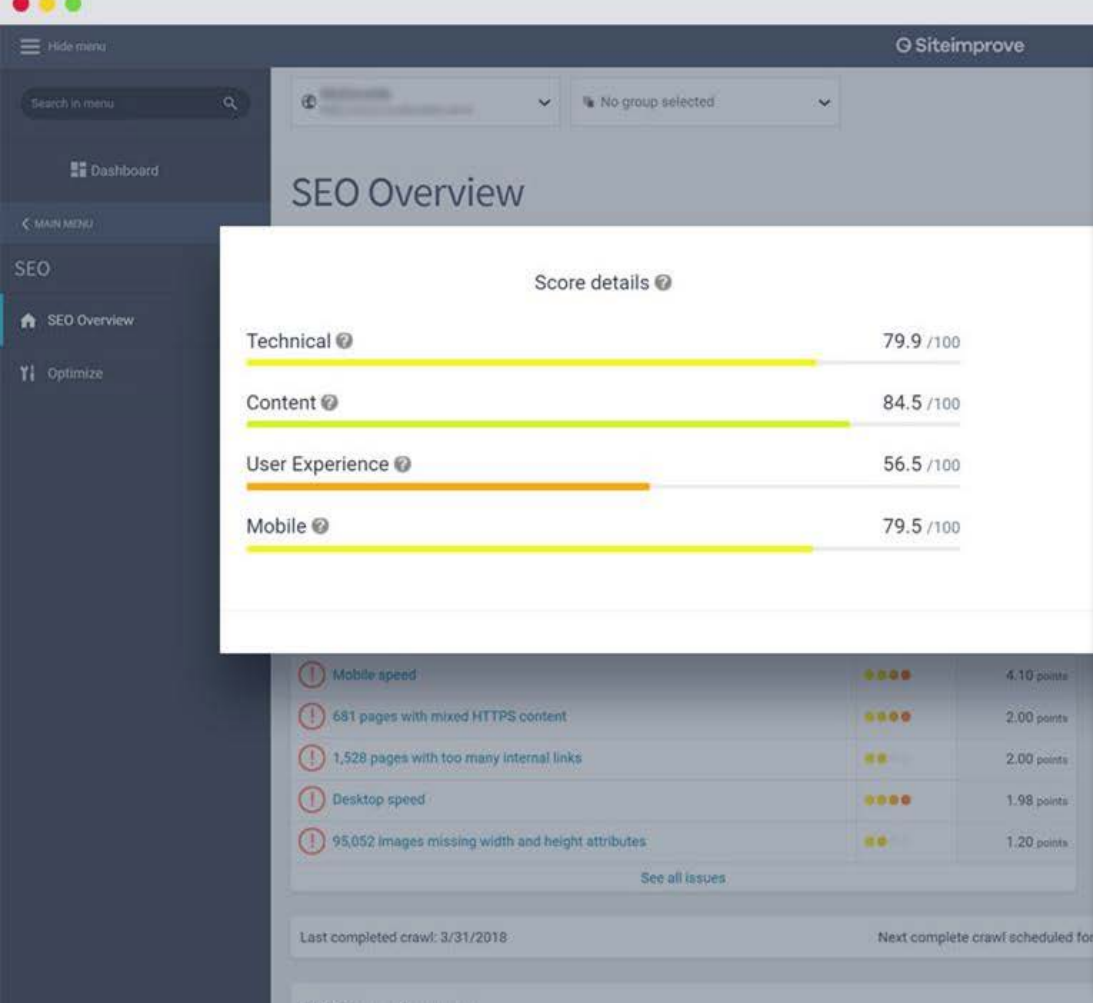 Hide menu
Siteimprove
Search in menu
No group selected
Dashboard
SEO Overview
MAIN MENU
SEO
SEO Overview
Optimize
Score details
Technical 79.9 /100
Content 84.5 /100
User Experience 56.5 /100
Mobile 79.5 /100
Mobile speed 4.10 points
681 pages with mixed HTTPS content 2.00 points
1,528 pages with too many internal links 2.00 points
Desktop speed 1.98 points
95,052 images missing width and height attributes 1.20 points
See all issues
Last completed crawl: 3/31/2018 Next complete crawl scheduled for